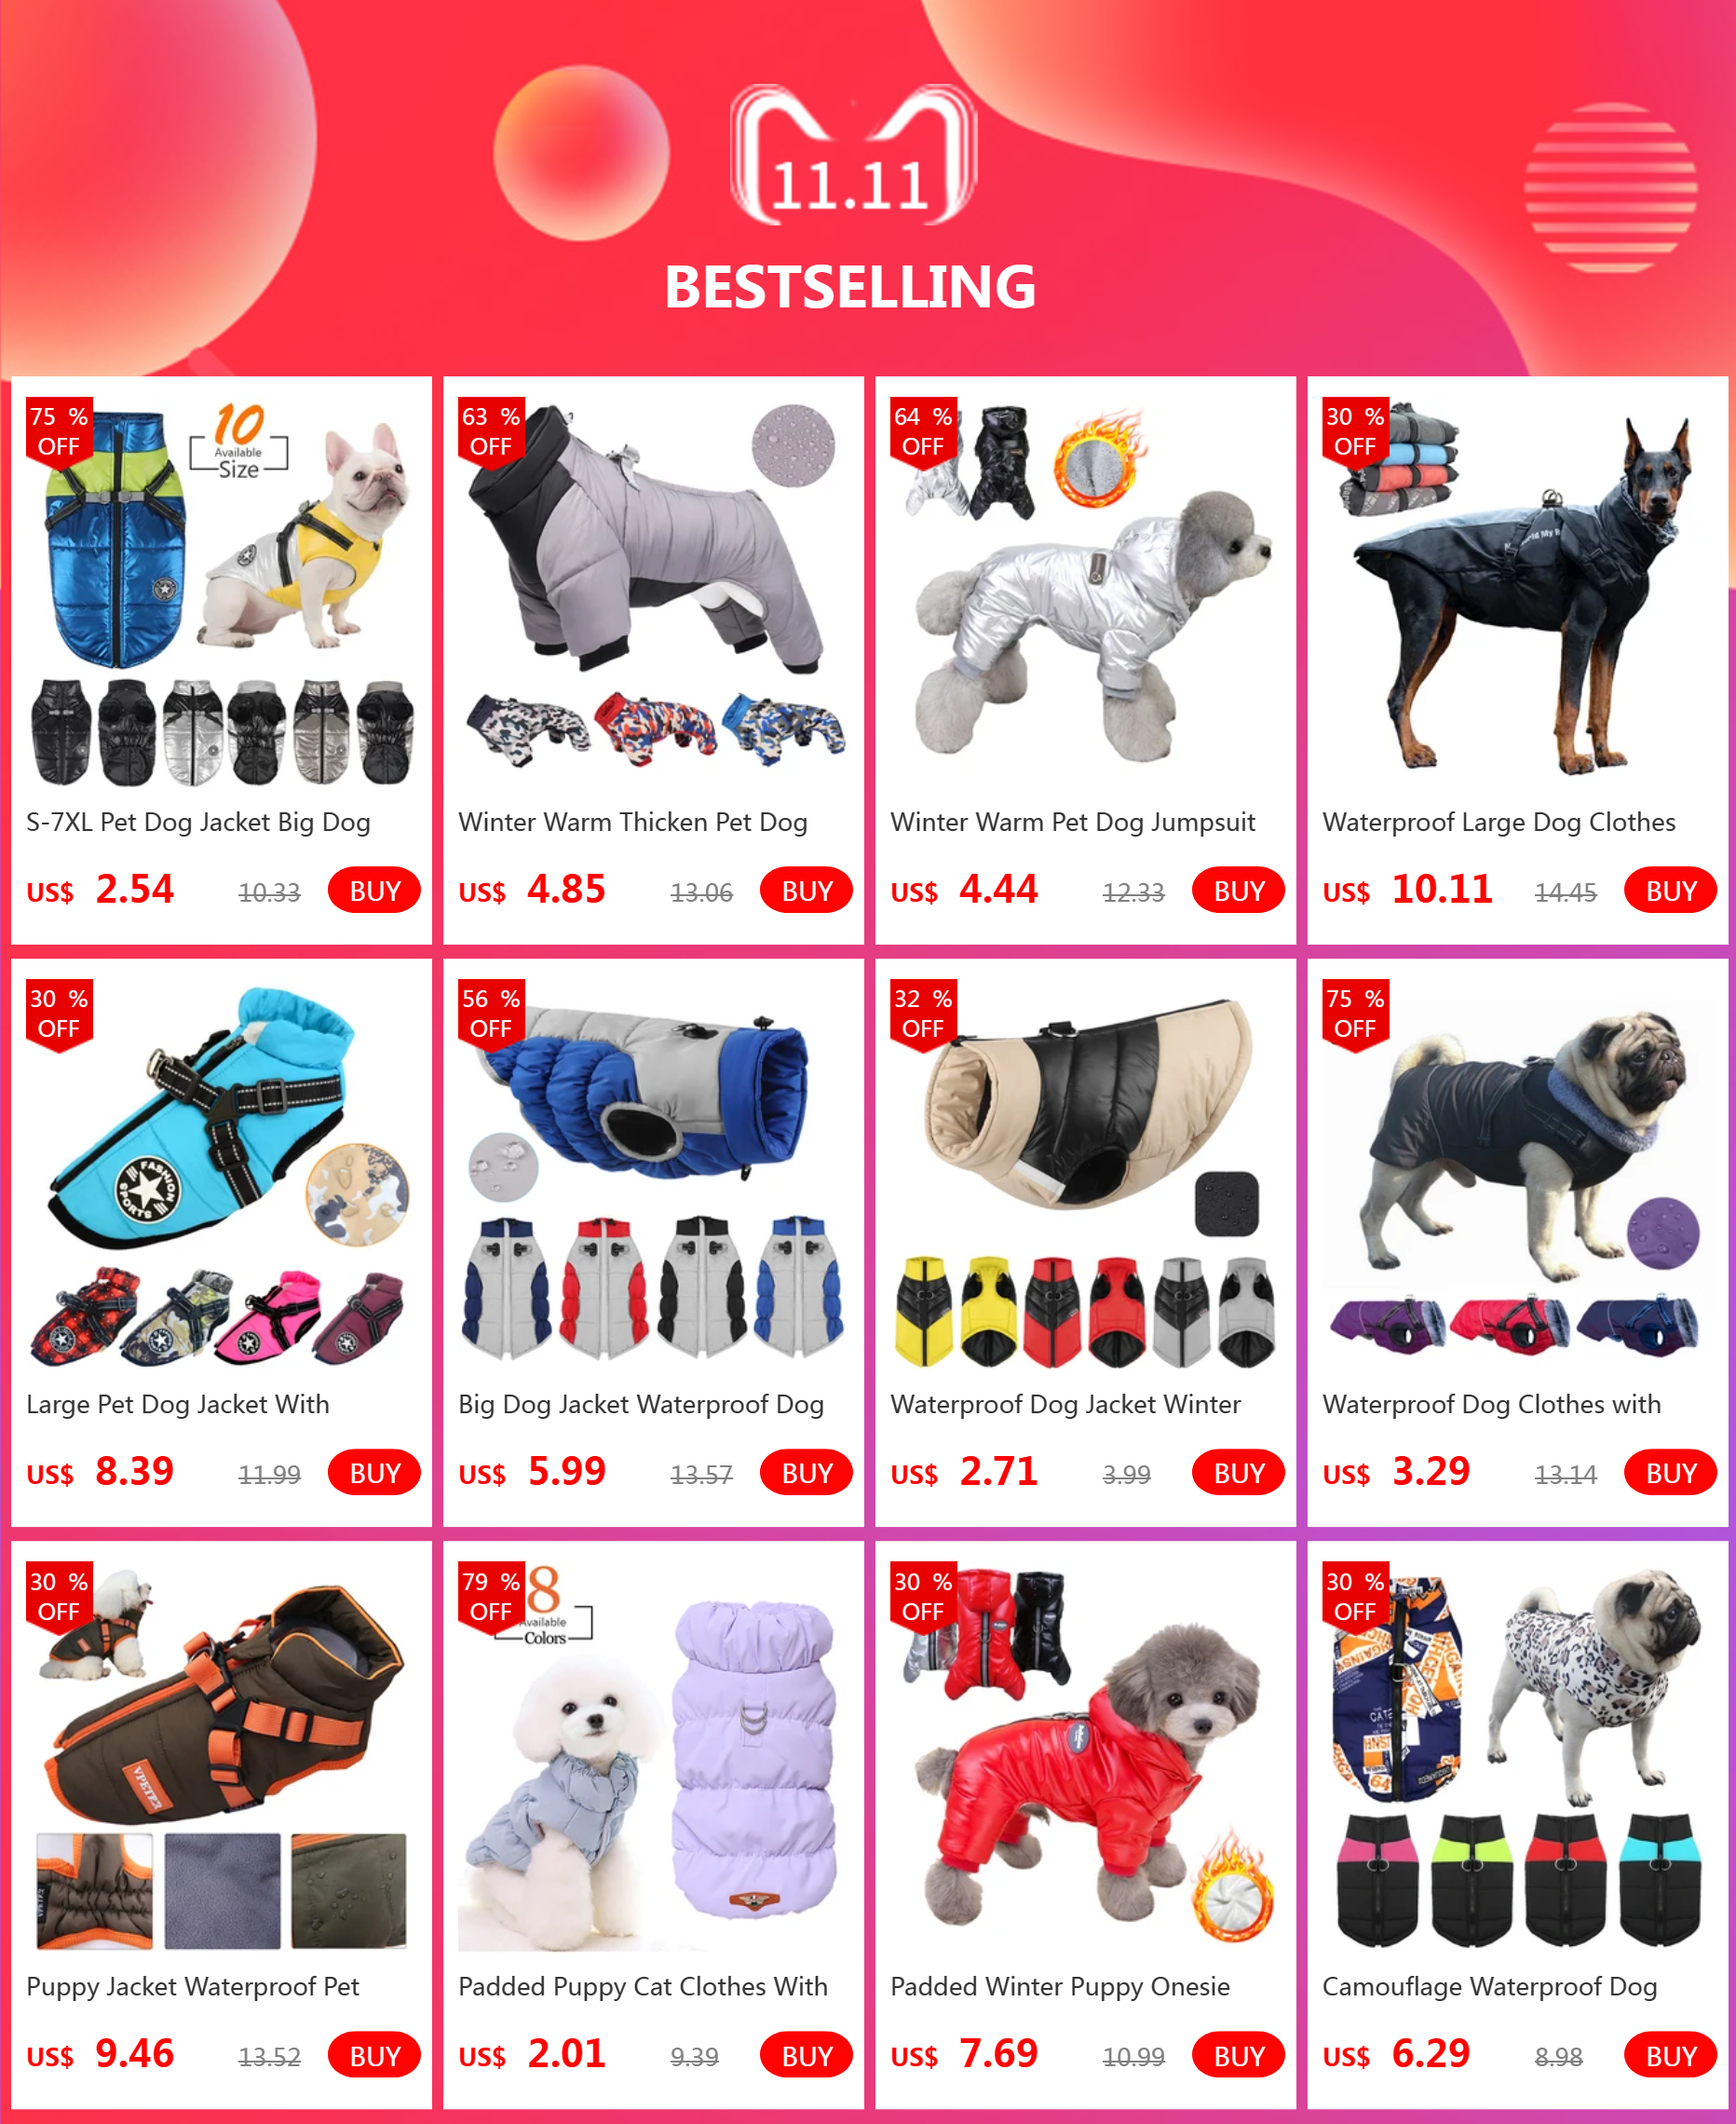 11.11
BESTSELLING
75 %
OFF
10
Available
Size
S-7XL Pet Dog Jacket Big Dog
US$ 2.54 10.33 BUY
63 %
OFF
Winter Warm Thicken Pet Dog
US$ 4.85 13.06 BUY
64 %
OFF
Winter Warm Pet Dog Jumpsuit
US$ 4.44 12.33 BUY
30 %
OFF
Waterproof Large Dog Clothes
US$ 10.11 14.45 BUY
30 %
OFF
FASHION
SPORTS
Large Pet Dog Jacket With
US$ 8.39 11.99 BUY
56 %
OFF
Big Dog Jacket Waterproof Dog
US$ 5.99 13.57 BUY
32 %
OFF
Waterproof Dog Jacket Winter
US$ 2.71 3.99 BUY
75 %
OFF
Waterproof Dog Clothes with
US$ 3.29 13.14 BUY
30 %
OFF
VPETER
Puppy Jacket Waterproof Pet
US$ 9.46 13.52 BUY
79 %
OFF
8
Available
Colors
Padded Puppy Cat Clothes With
US$ 2.01 9.39 BUY
30 %
OFF
Padded Winter Puppy Onesie
US$ 7.69 10.99 BUY
30 %
OFF
Camouflage Waterproof Dog
US$ 6.29 8.98 BUY